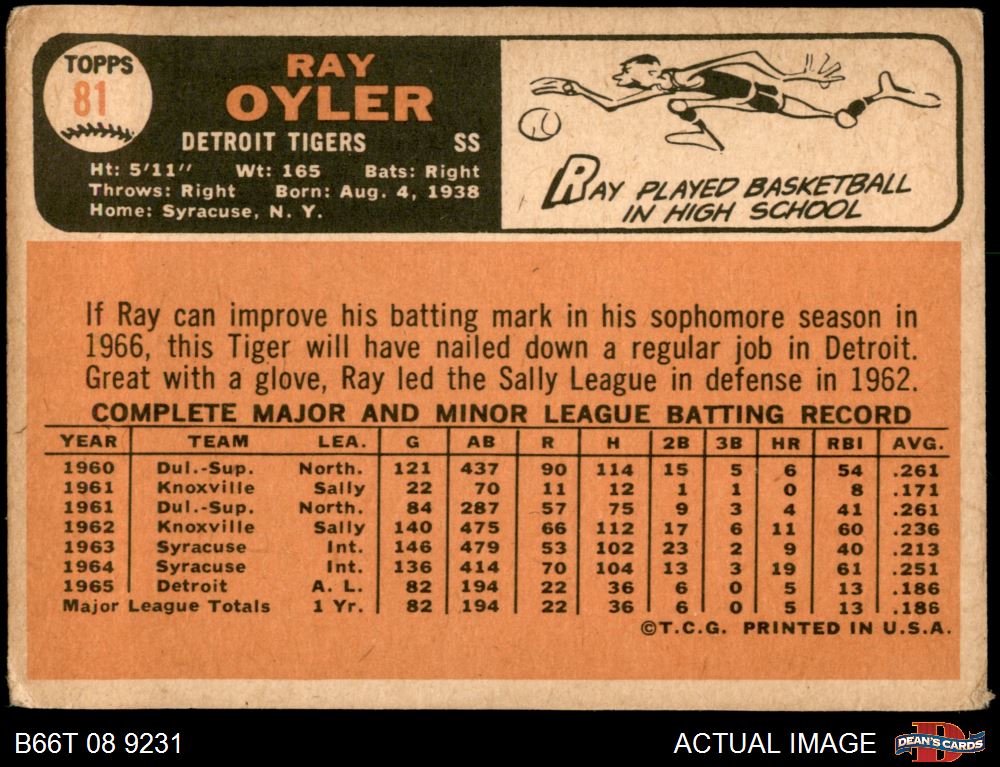 TOPPS
81
RAY
OYLER
DETROIT TIGERS SS
Ht: 5'11" Wt: 165 Bats: Right
Throws: Right Born: Aug. 4, 1938
Home: Syracuse, N. Y.
RAY PLAYED BASKETBALL
IN HIGH SCHOOL
If Ray can improve his batting mark in his sophomore season in
1966, this Tiger will have nailed down a regular job in Detroit.
Great with a glove, Ray led the Sally League in defense in 1962.
COMPLETE MAJOR AND MINOR LEAGUE BATTING RECORD
YEAR TEAM LEA. G AB R H 2B 3B HR RBI AVG.
1960 Dul.-Sup. North. 121 437 90 114 15 5 6 54 .261
1961 Knoxville Sally 22 70 11 12 1 1 0 8 .171
1961 Dul.-Sup. North. 84 287 57 75 9 3 4 41 .261
1962 Knoxville Sally 140 475 66 112 17 6 11 60 .236
1963 Syracuse Int. 146 479 53 102 23 2 9 40 .213
1964 Syracuse Int. 136 414 70 104 13 3 19 61 .251
1965 Detroit A. L. 82 194 22 36 6 0 5 13 .186
Major League Totals 1 Yr. 82 194 22 36 6 0 5 13 .186
©T.C.G. PRINTED IN U.S.A.
B66T 08 9231 ACTUAL IMAGE
DEAN'S CARDS